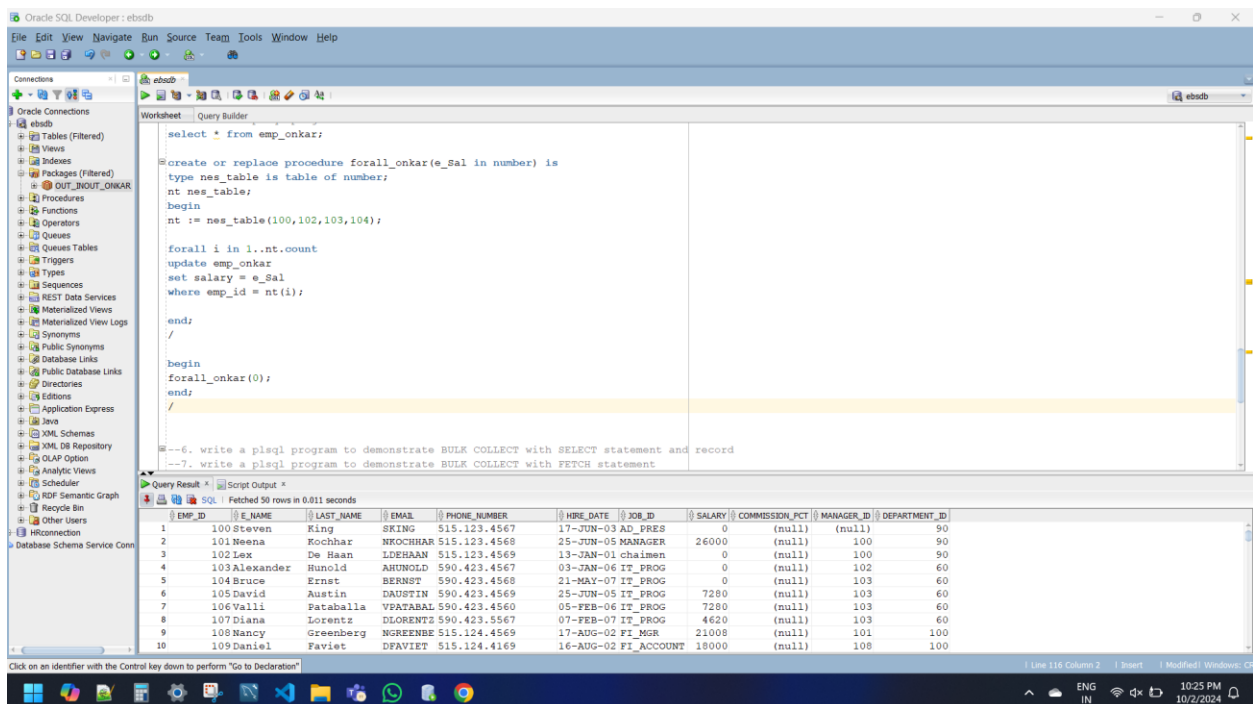 Oracle SQL Developer : ebsdb
File Edit View Navigate Run Source Team Tools Window Help
Connections
ebsdb
Oracle Connections
ebsdb
Tables (Filtered)
Views
Indexes
Packages (Filtered)
OUT_INOUT_ONKAR
Procedures
Functions
Operators
Queues
Queues Tables
Triggers
Types
Sequences
REST Data Services
Materialized Views
Materialized View Logs
Synonyms
Public Synonyms
Database Links
Public Database Links
Directories
Editions
Application Express
Java
XML Schemas
XML DB Repository
OLAP Option
Analytic Views
Scheduler
RDF Semantic Graph
Recycle Bin
Other Users
HRconnection
Database Schema Service Conn
ebsdb
Worksheet Query Builder
select * from emp_onkar;
create or replace procedure forall_onkar(e_Sal in number) is
type nes_table is table of number;
nt nes_table;
begin
nt := nes_table(100,102,103,104);
forall i in 1..nt.count
update emp_onkar
set salary = e_Sal
where emp_id = nt(i);
end;
/
begin
forall_onkar(0);
end;
/
--6. write a plsql program to demonstrate BULK COLLECT with SELECT statement and record
--7. write a plsql program to demonstrate BULK COLLECT with FETCH statement
Query Result Script Output
SQL | Fetched 50 rows in 0.011 seconds
EMP_ID E_NAME LAST_NAME EMAIL PHONE_NUMBER HIRE_DATE JOB_ID SALARY COMMISSION_PCT MANAGER_ID DEPARTMENT_ID
1 100 Steven King SKING 515.123.4567 17-JUN-03 AD_PRES 0 (null) (null) 90
2 101 Neena Kochhar NKOCHHAR 515.123.4568 25-JUN-05 MANAGER 26000 (null) 100 90
3 102 Lex De Haan LDEHAAN 515.123.4569 13-JAN-01 chaimen 0 (null) 100 90
4 103 Alexander Hunold AHUNOLD 590.423.4567 03-JAN-06 IT_PROG 0 (null) 102 60
5 104 Bruce Ernst BERNST 590.423.4568 21-MAY-07 IT_PROG 0 (null) 103 60
6 105 David Austin DAUSTIN 590.423.4569 25-JUN-05 IT_PROG 7280 (null) 103 60
7 106 Valli Pataballa VPATABAL 590.423.4560 05-FEB-06 IT_PROG 7280 (null) 103 60
8 107 Diana Lorentz DLORENTZ 590.423.5567 07-FEB-07 IT_PROG 4620 (null) 103 60
9 108 Nancy Greenberg NGREENBE 515.124.4569 17-AUG-02 FI_MGR 21008 (null) 101 100
10 109 Daniel Faviet DFAVIET 515.124.4169 16-AUG-02 FI_ACCOUNT 18000 (null) 108 100
Click on an identifier with the Control key down to perform "Go to Declaration"
Line 116 Column 2 | Insert | Modified | Windows: CR
ENG
IN
10:25 PM
10/2/2024